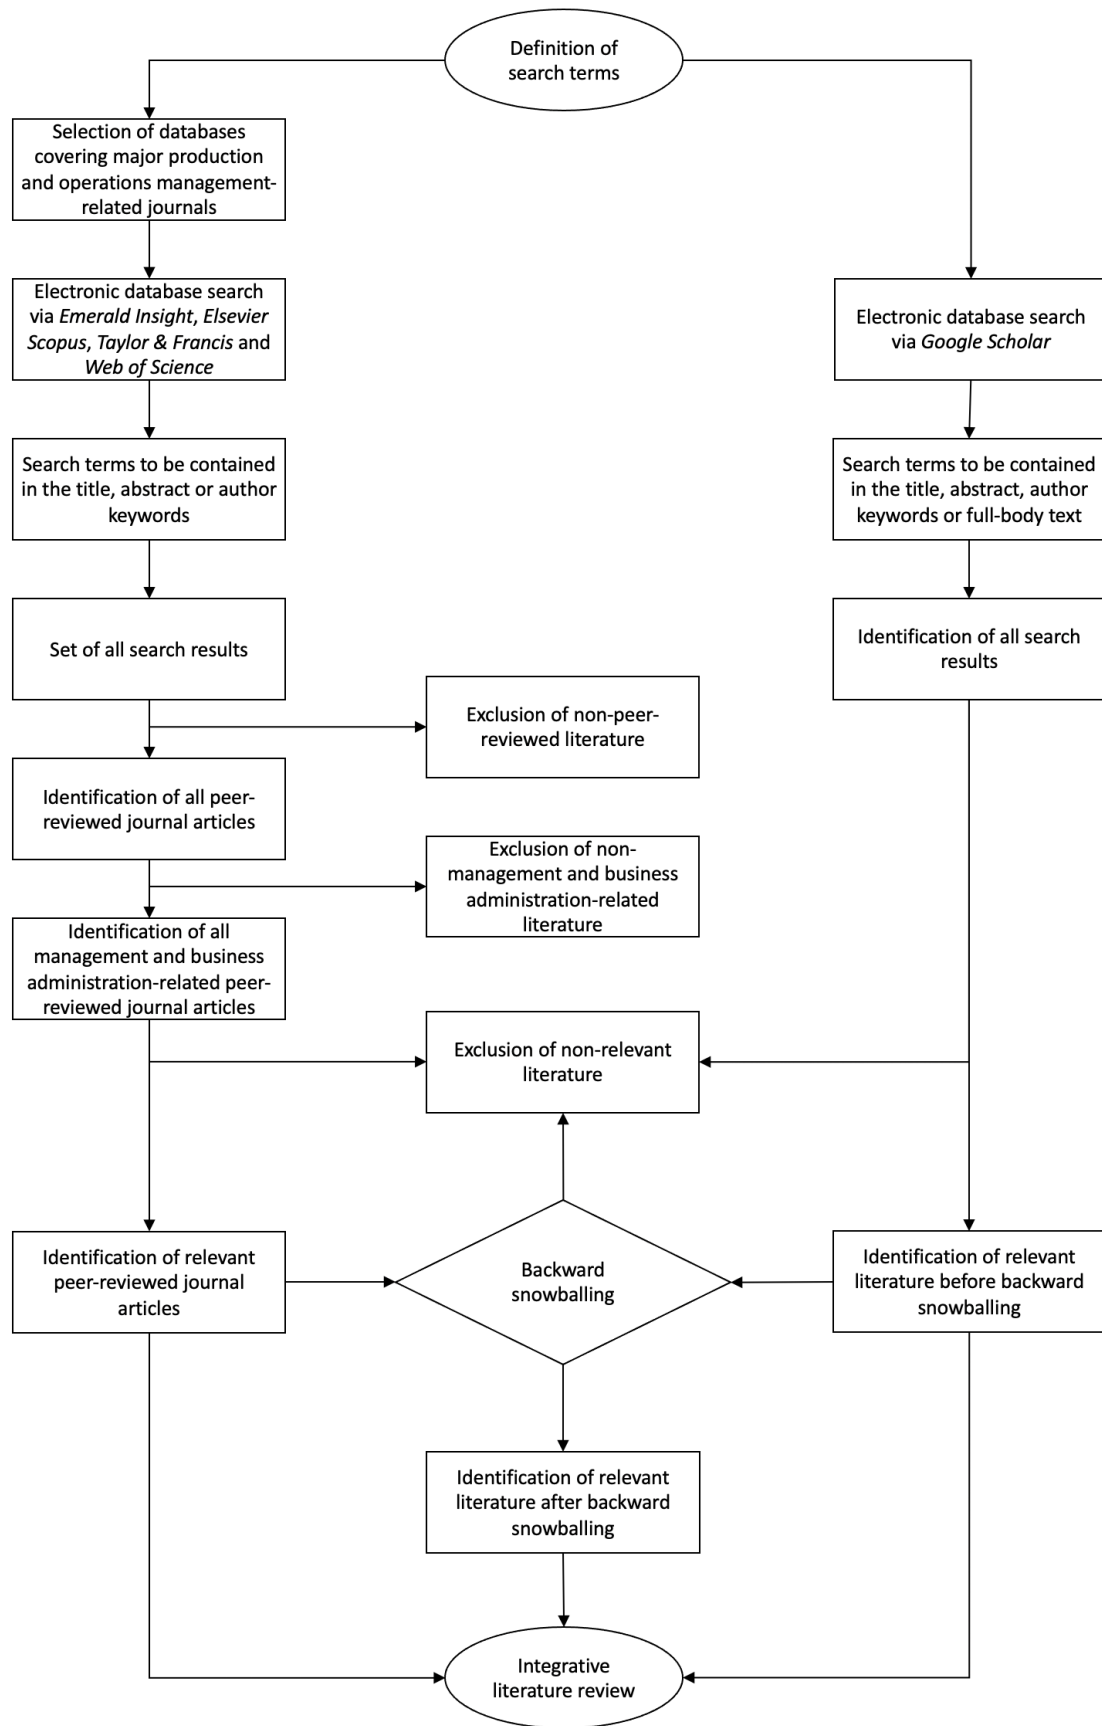 Definition of
search terms
Selection of databases
covering major production
and operations management-
related journals
Electronic database search
via Emerald Insight, Elsevier
Scopus, Taylor & Francis and
Web of Science
Electronic database search
via Google Scholar
Search terms to be contained
in the title, abstract or author
keywords
Search terms to be contained
in the title, abstract, author
keywords or full-body text
Set of all search results
Identification of all search
results
Exclusion of non-peer-
reviewed literature
Identification of all peer-
reviewed journal articles
Exclusion of non-
management and business
administration-related
literature
Identification of all
management and business
administration-related peer-
reviewed journal articles
Exclusion of non-relevant
literature
Identification of relevant
peer-reviewed journal
articles
Backward
snowballing
Identification of relevant
literature before backward
snowballing
Identification of relevant
literature after backward
snowballing
Integrative
literature review